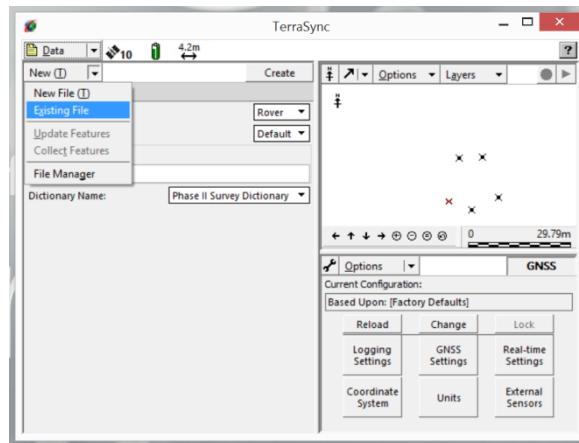 TerraSync
Data 10 4.2m ?
New (T) Create
New File (T)
Existing File
Update Features
Collect Features
File Manager
Rover
Default
Dictionary Name: Phase II Survey Dictionary
N Options Layers
N
0 29.79m
Options GNSS
Current Configuration:
Based Upon: [Factory Defaults]
Reload Change Lock
Logging Settings GNSS Settings Real-time Settings
Coordinate System Units External Sensors